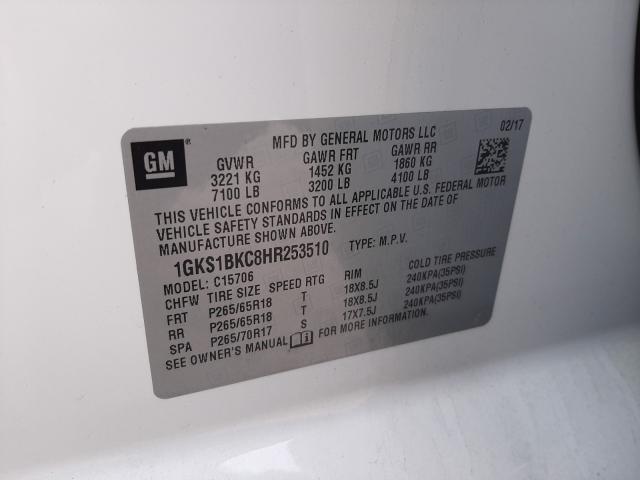 MFD BY GENERAL MOTORS LLC 02/17
GM
GVWR GAWR FRT GAWR RR
3221 KG 1452 KG 1860 KG
7100 LB 3200 LB 4100 LB
THIS VEHICLE CONFORMS TO ALL APPLICABLE U.S. FEDERAL MOTOR
VEHICLE SAFETY STANDARDS IN EFFECT ON THE DATE OF
MANUFACTURE SHOWN ABOVE.
1GKS1BKC8HR253510 TYPE: M.P.V.
MODEL: C15706
CHFW TIRE SIZE SPEED RTG RIM COLD TIRE PRESSURE
FRT P265/65R18 T 18X8.5J 240KPA(35PSI)
RR P265/65R18 T 18X8.5J 240KPA(35PSI)
SPA P265/70R17 S 17X7.5J 240KPA(35PSI)
SEE OWNER'S MANUAL FOR MORE INFORMATION.